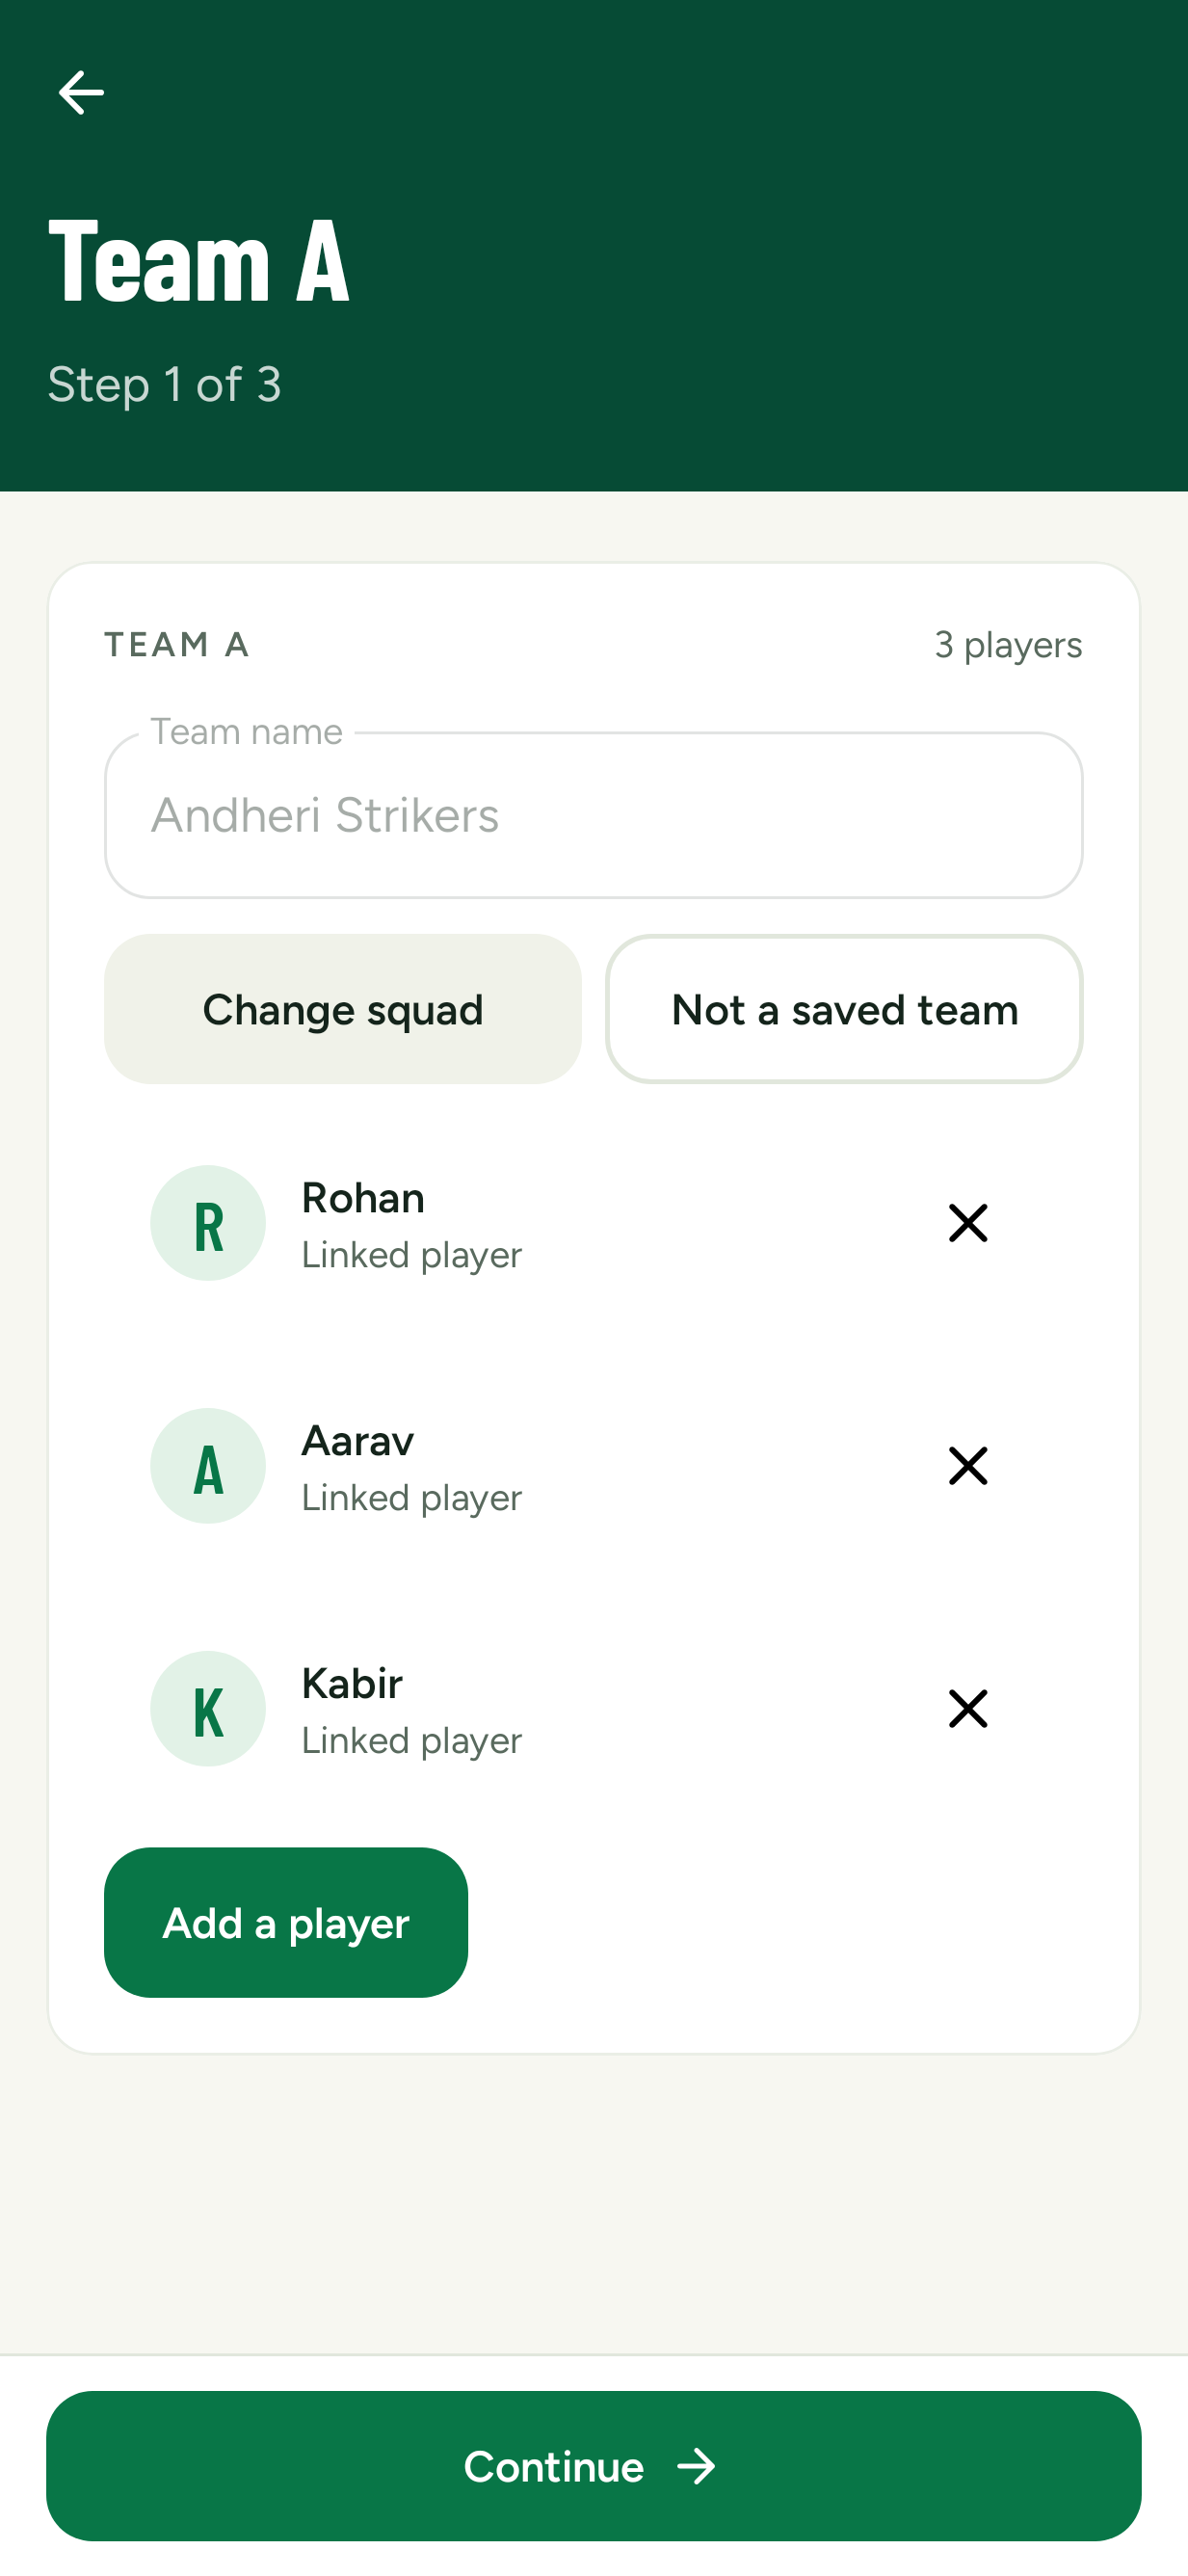 Team A
Step 1 of 3
TEAM A
3 players
Team name
Andheri Strikers
Change squad
Not a saved team
R
Rohan
Linked player
A
Aarav
Linked player
K
Kabir
Linked player
Add a player
Continue